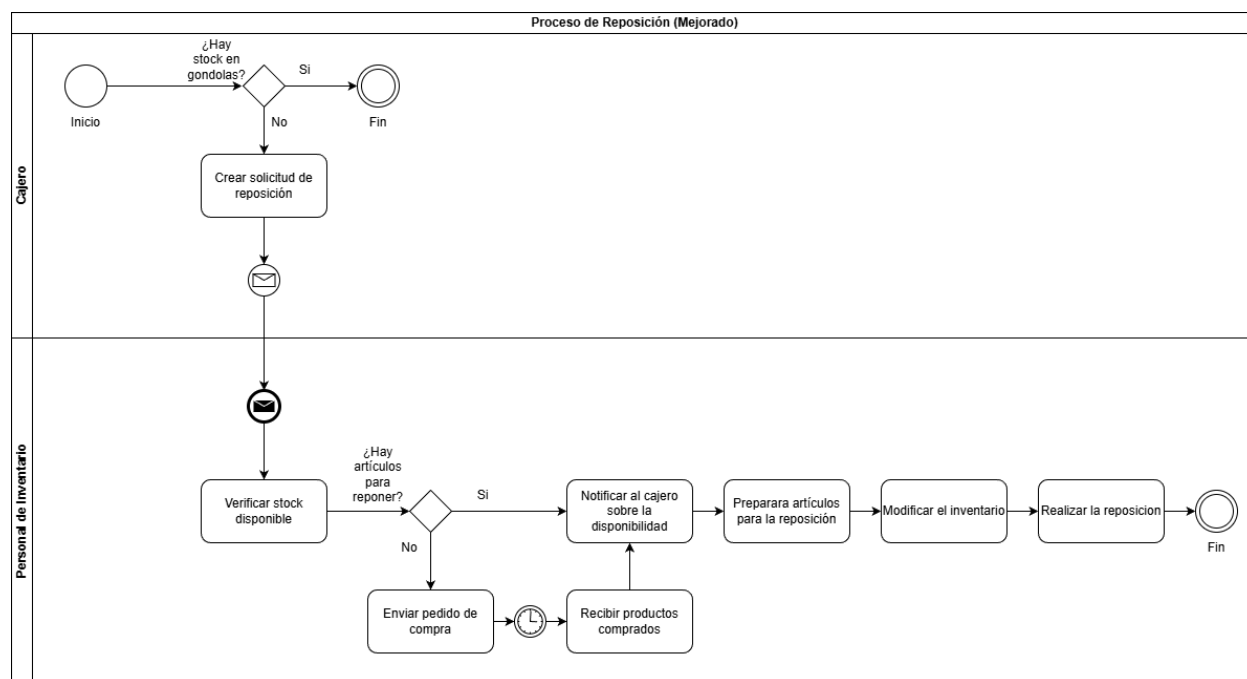 Proceso de Reposición (Mejorado)
Cajero
¿Hay
stock en
gondolas?
Si
Inicio
No
Fin
Crear solicitud de
reposición
Personal de Inventario
¿Hay
artículos
para
reponer?
Verificar stock
disponible
Si
No
Notificar al cajero
sobre la
disponibilidad
Preparara artículos
para la reposición
Modificar el inventario
Realizar la reposicion
Fin
Enviar pedido de
compra
Recibir productos
comprados